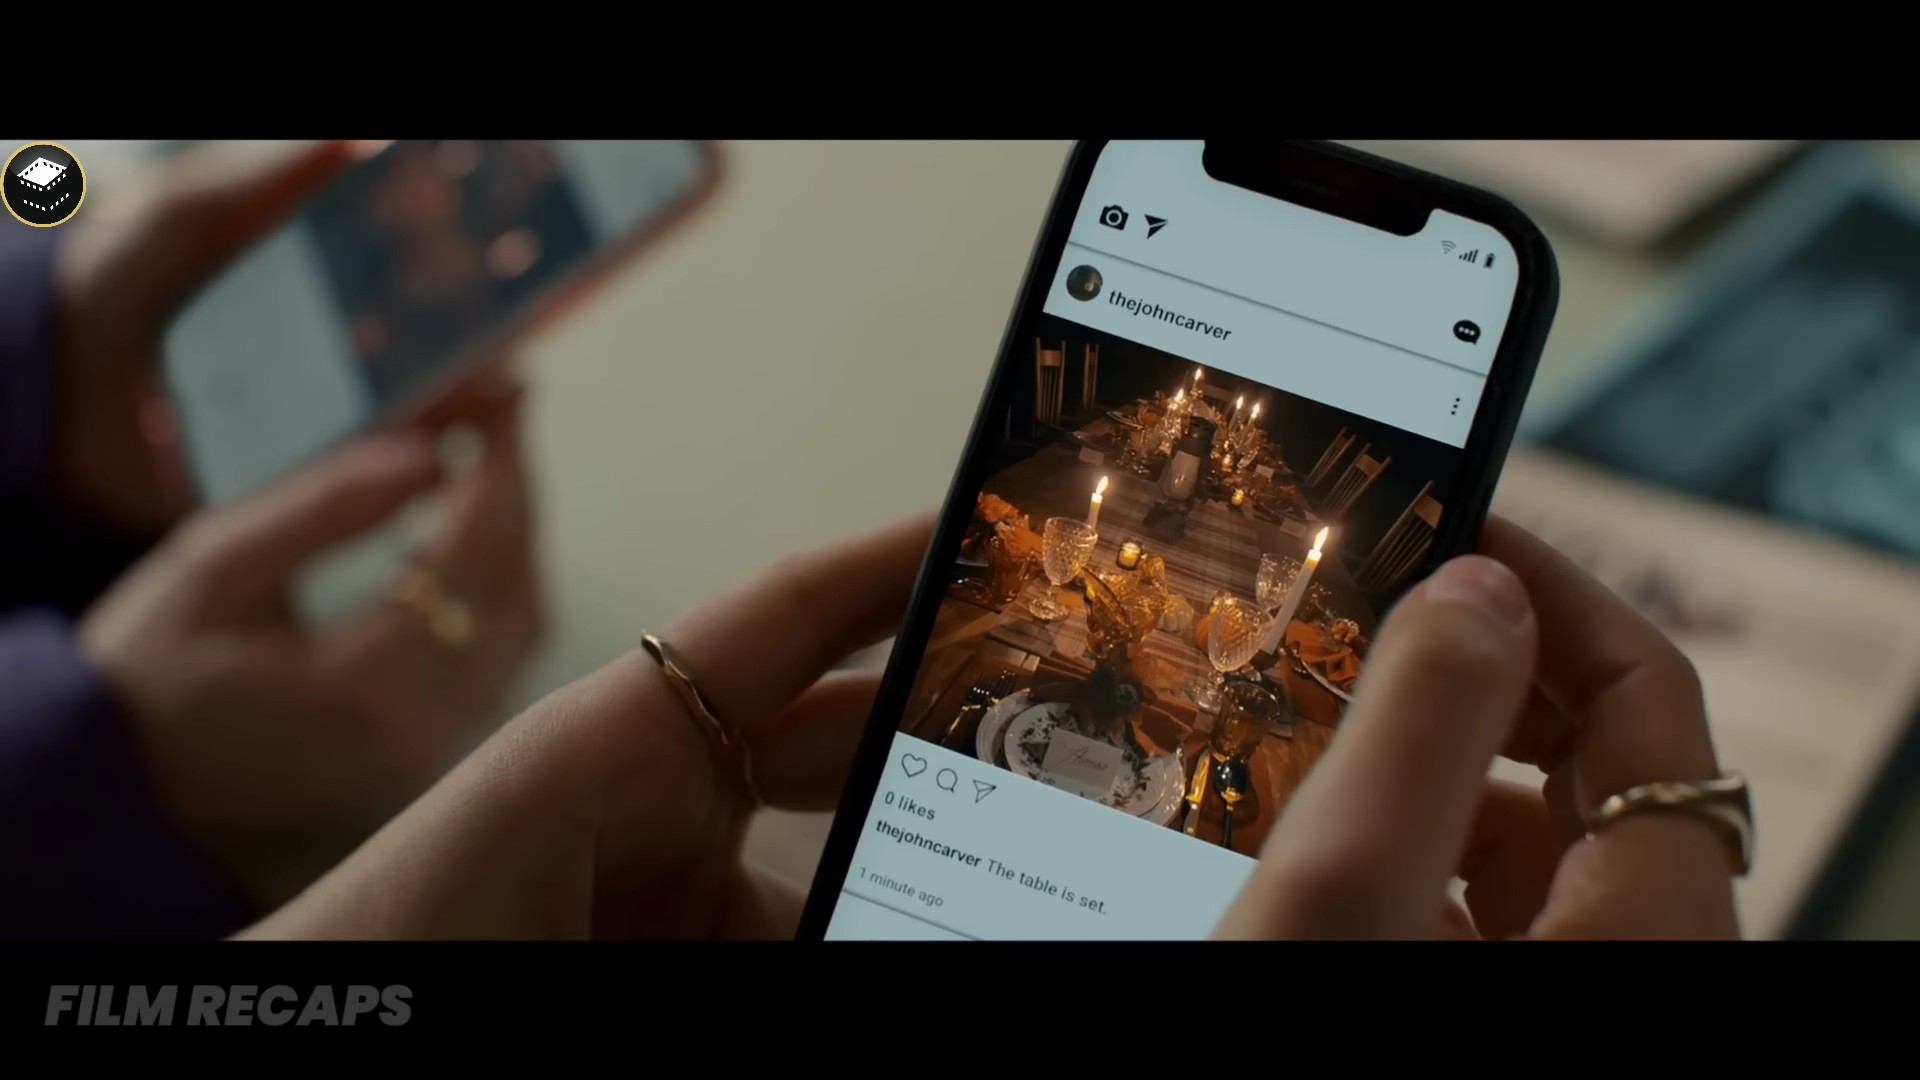 thejohncarver
0 likes
thejohncarver The table is set.
1 minute ago
FILM RECAPS